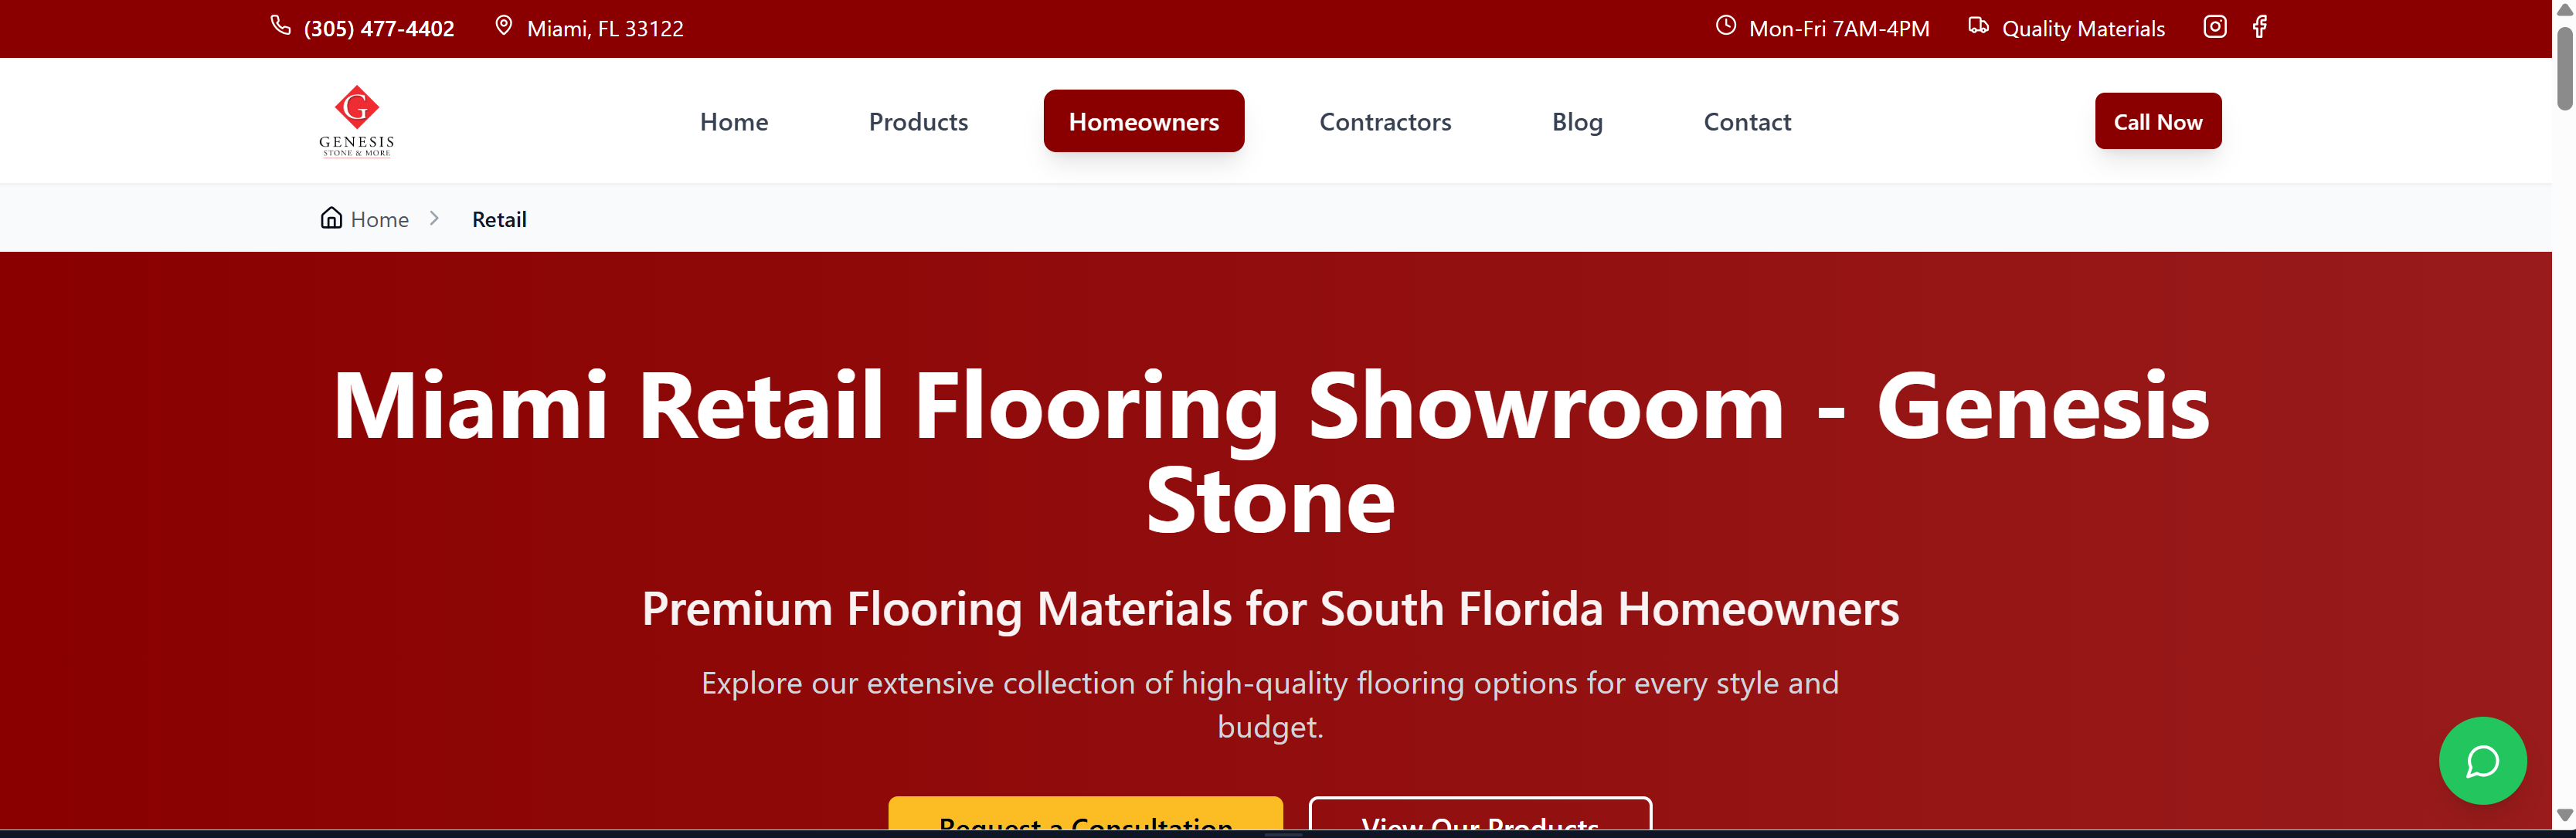 (305) 477-4402 Miami, FL 33122 Mon-Fri 7AM-4PM Quality Materials
G
GENESIS
STONE & MORE
Home Products Homeowners Contractors Blog Contact Call Now
Home Retail
Miami Retail Flooring Showroom - Genesis
Stone
Premium Flooring Materials for South Florida Homeowners
Explore our extensive collection of high-quality flooring options for every style and
budget.
Request a Consultation View Our Products